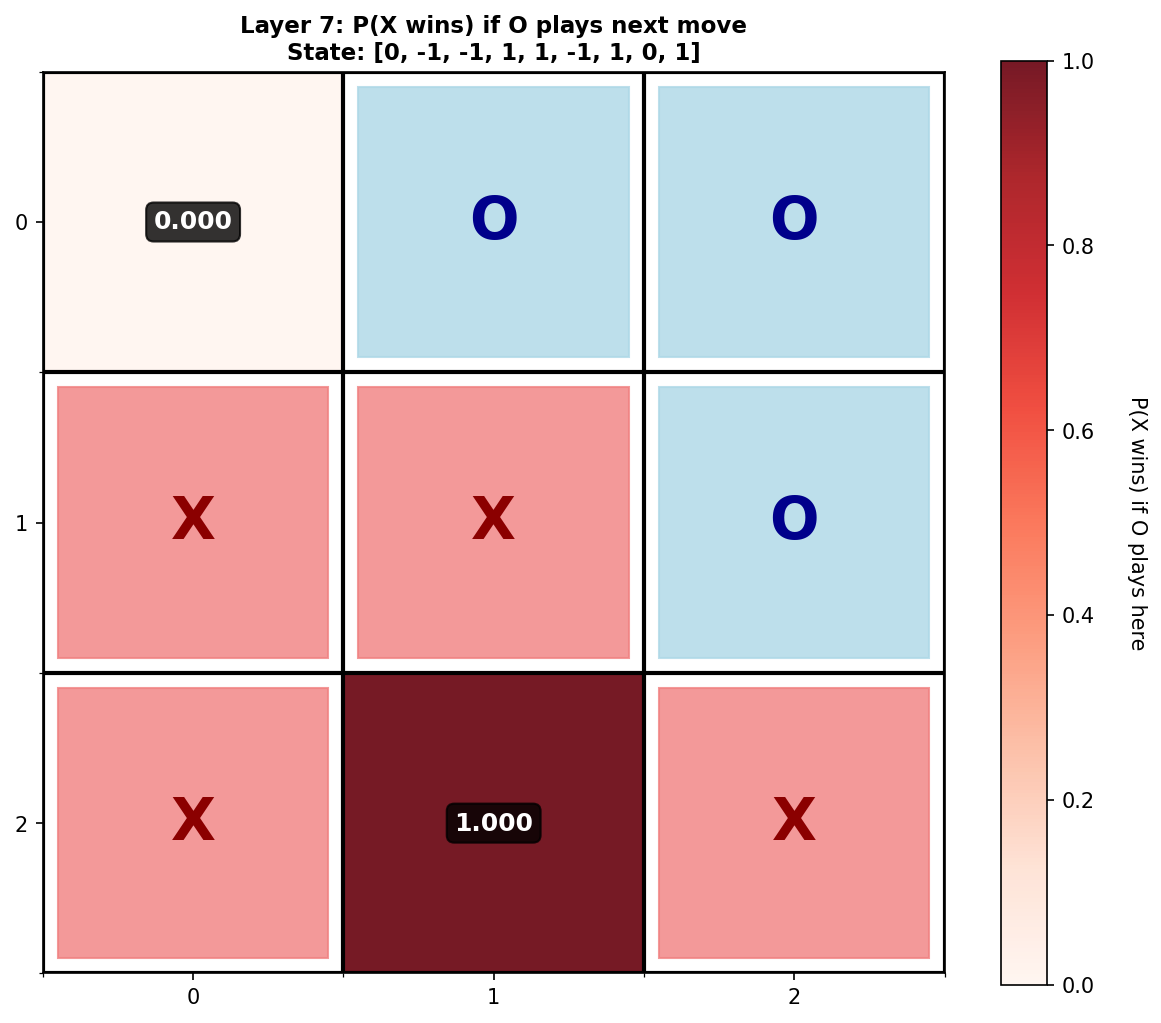 Layer 7: P(X wins) if O plays next move
State: [0, -1, -1, 1, 1, -1, 1, 0, 1]
0
0.000
O
O
1
X
X
O
2
X
1.000
X
0
1
2
1.0
0.8
0.6
0.4
0.2
0.0
P(X wins) if O plays here